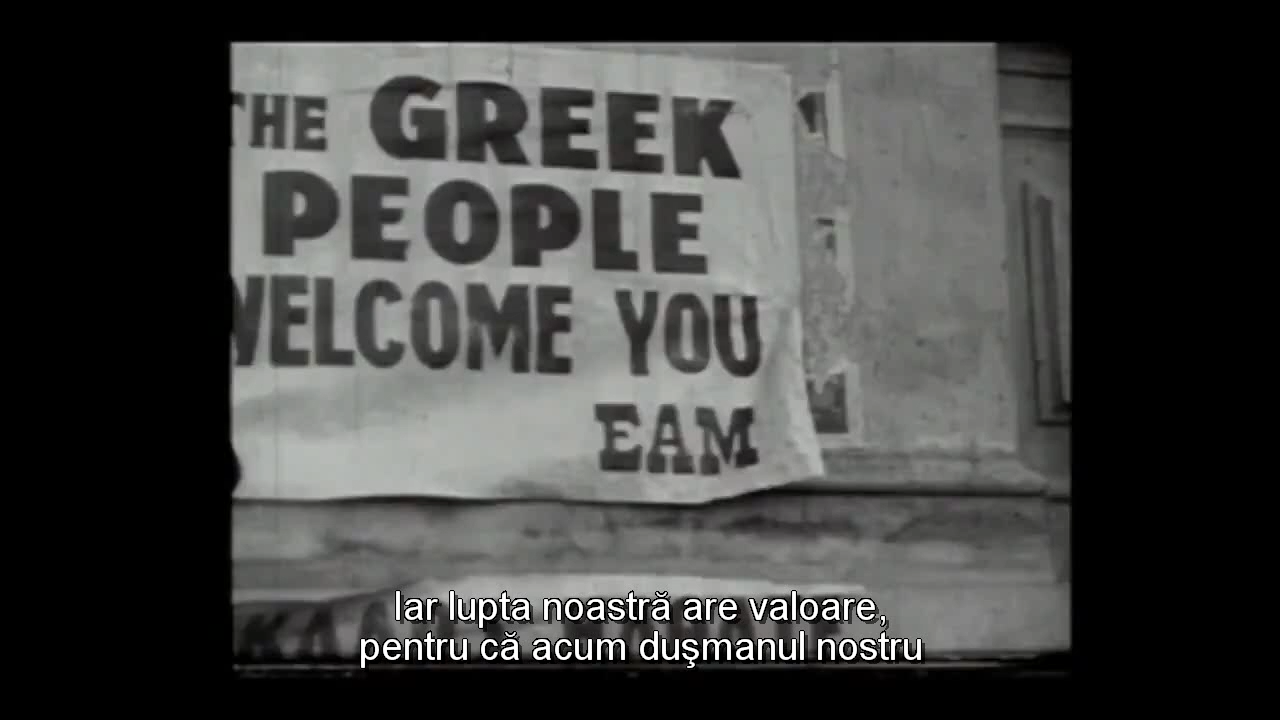 THE GREEK
PEOPLE
WELCOME YOU
EAM
Iar lupta noastră are valoare,
pentru că acum duşmanul nostru